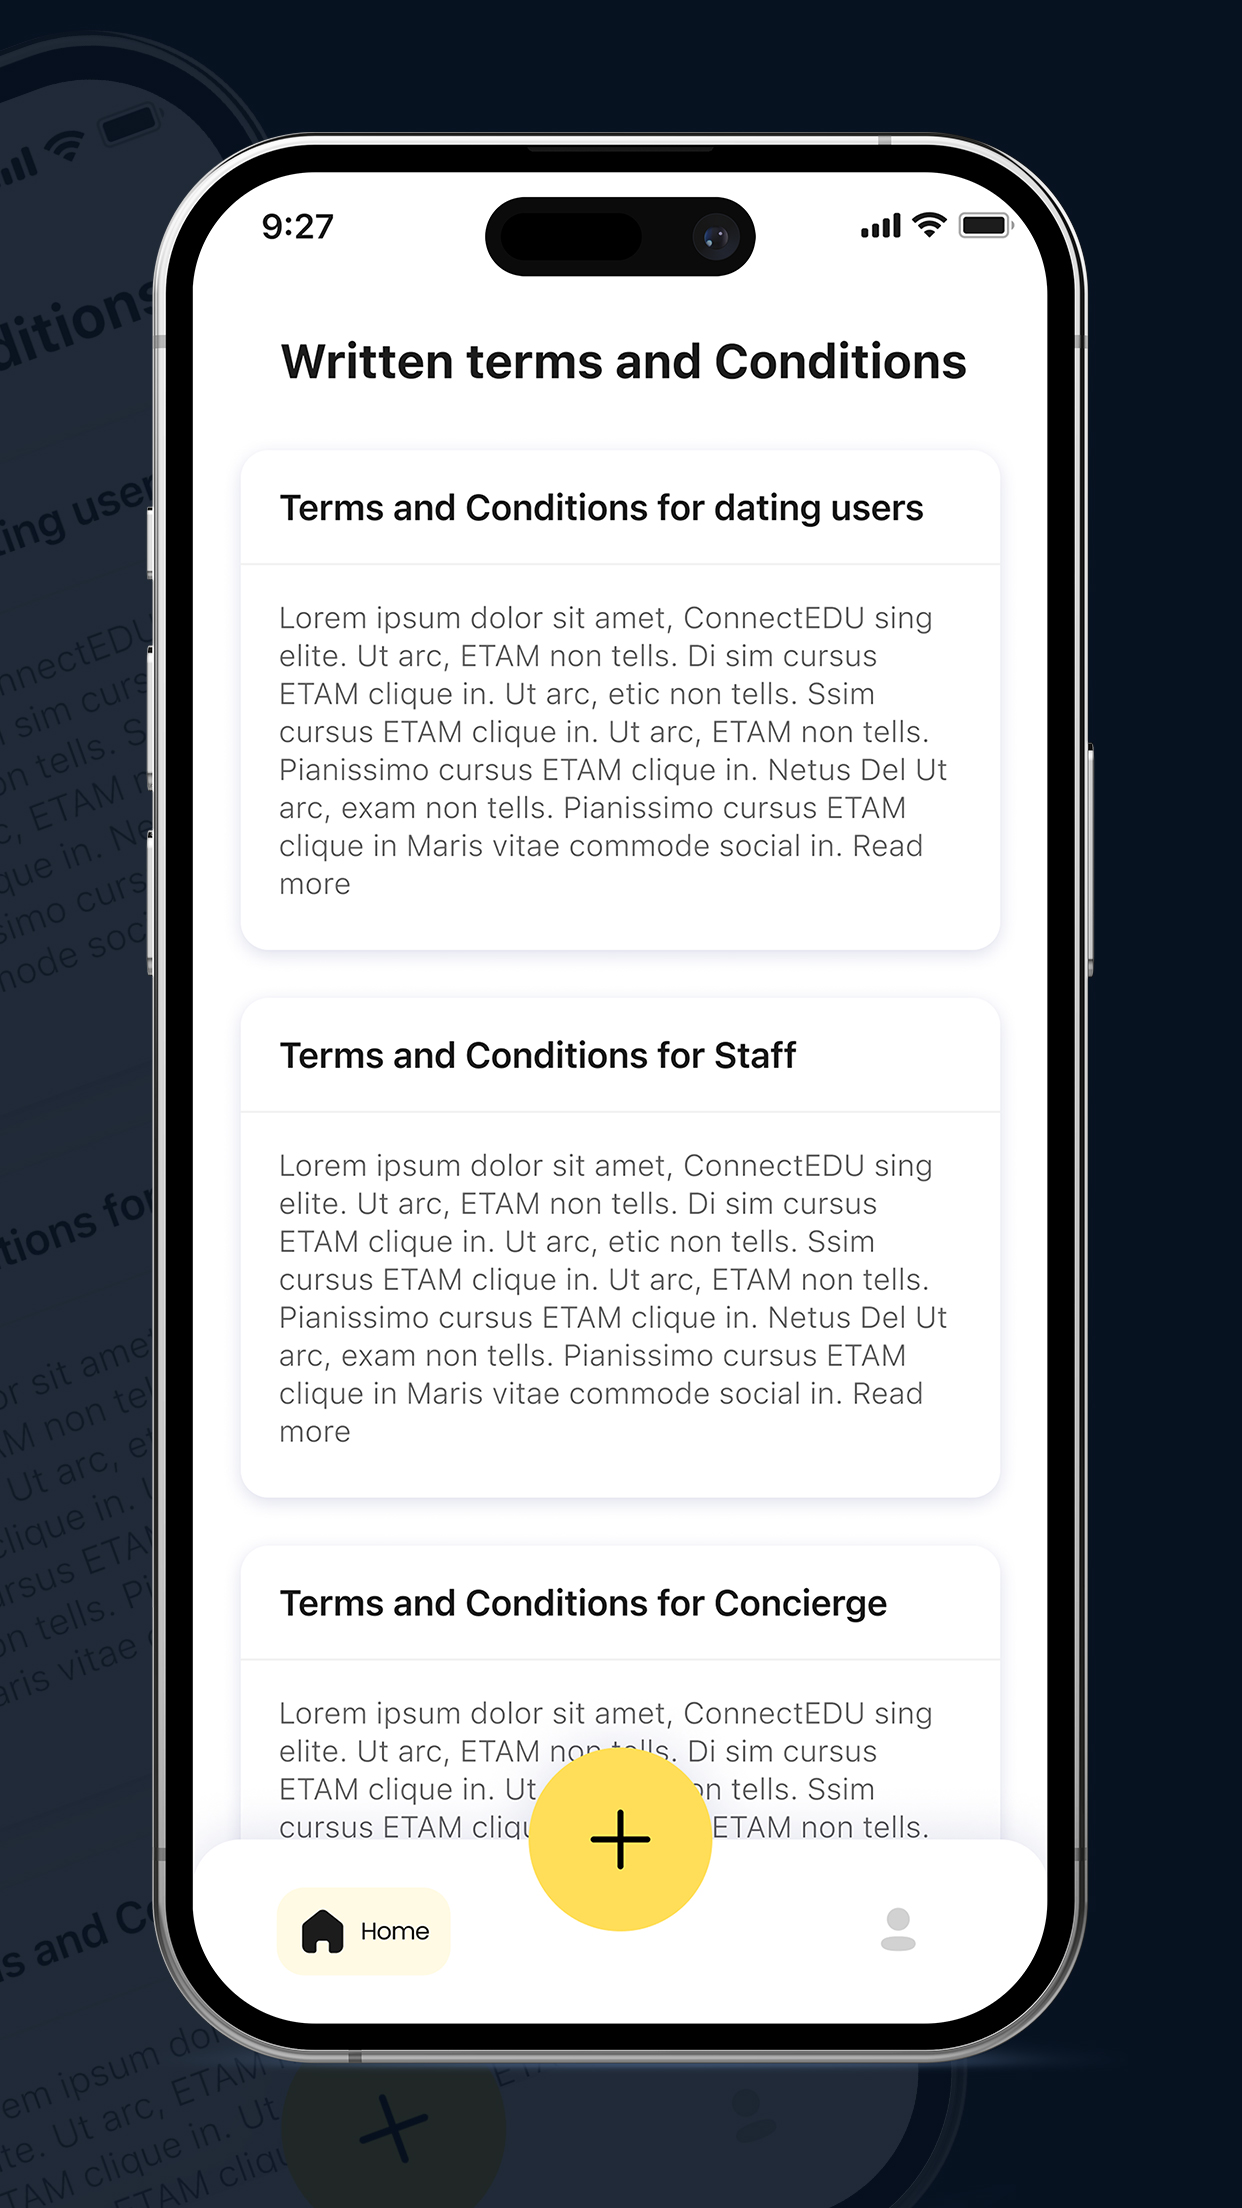 9:27
Written terms and Conditions
Terms and Conditions for dating users
Lorem ipsum dolor sit amet, ConnectEDU sing
elite. Ut arc, ETAM non tells. Di sim cursus
ETAM clique in. Ut arc, etic non tells. Ssim
cursus ETAM clique in. Ut arc, ETAM non tells.
Pianissimo cursus ETAM clique in. Netus Del Ut
arc, exam non tells. Pianissimo cursus ETAM
clique in Maris vitae commode social in. Read
more
Terms and Conditions for Staff
Lorem ipsum dolor sit amet, ConnectEDU sing
elite. Ut arc, ETAM non tells. Di sim cursus
ETAM clique in. Ut arc, etic non tells. Ssim
cursus ETAM clique in. Ut arc, ETAM non tells.
Pianissimo cursus ETAM clique in. Netus Del Ut
arc, exam non tells. Pianissimo cursus ETAM
clique in Maris vitae commode social in. Read
more
Terms and Conditions for Concierge
Lorem ipsum dolor sit amet, ConnectEDU sing
elite. Ut arc, ETAM non tells. Di sim cursus
ETAM clique in. Ut on tells. Ssim
cursus ETAM ETAM non tells.
Home